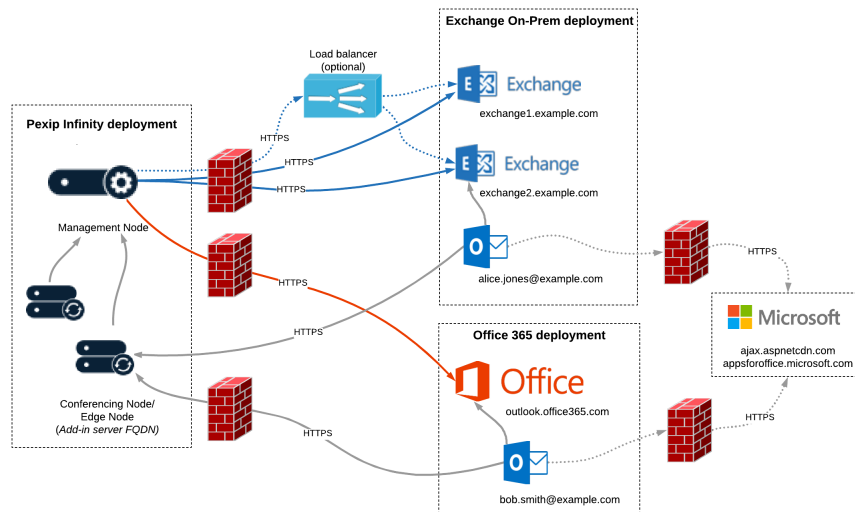 Exchange On-Prem deployment
Load balancer
(optional)
E
Exchange
exchange1.example.com
HTTPS
Pexip Infinity deployment
HTTPS
E
Exchange
HTTPS
exchange2.example.com
Management Node
O
alice.jones@example.com
HTTPS
HTTPS
Microsoft
ajax.aspnetcdn.com
appsforoffice.microsoft.com
HTTPS
Office 365 deployment
Office
outlook.office365.com
Conferencing Node/
Edge Node
(Add-in server FQDN)
HTTPS
HTTPS
O
bob.smith@example.com